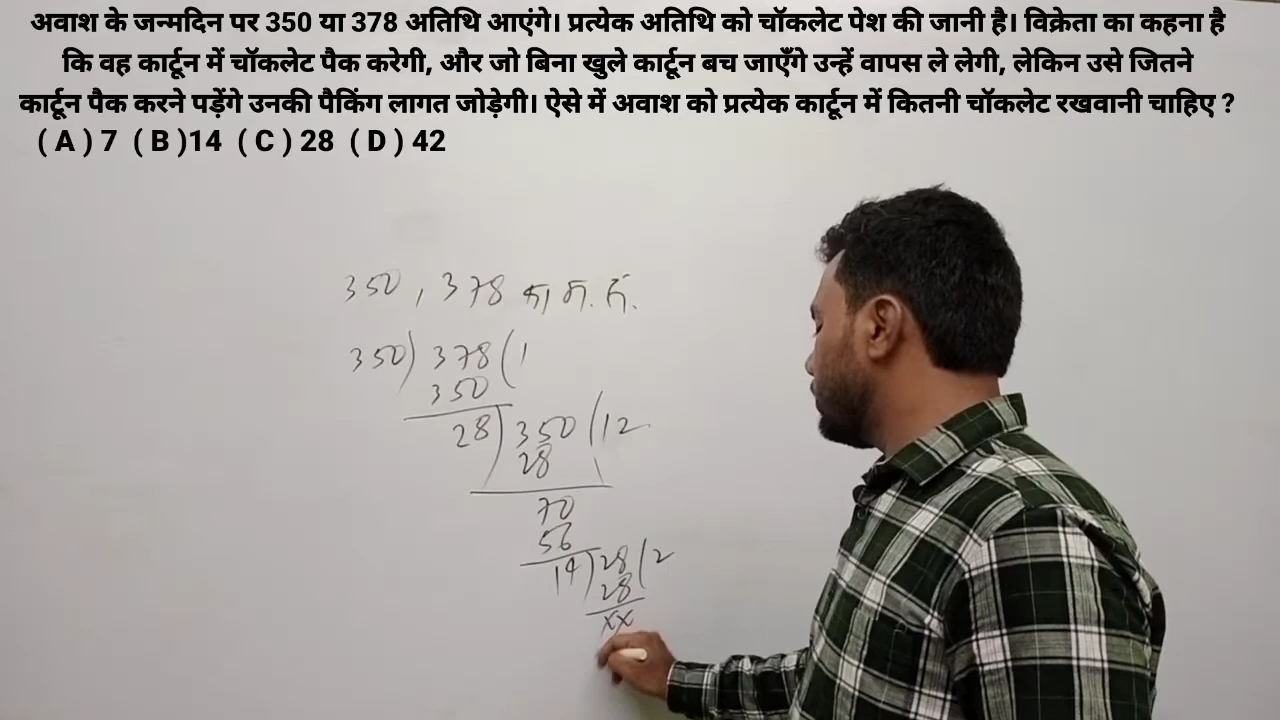 अवाश के जन्मदिन पर 350 या 378 अतिथि आएंगे। प्रत्येक अतिथि को चॉकलेट पेश की जानी है। विक्रेता का कहना है
कि वह कार्टून में चॉकलेट पैक करेगी, और जो बिना खुले कार्टून बच जाएँगे उन्हें वापस ले लेगी, लेकिन उसे जितने
कार्टून पैक करने पड़ेंगे उनकी पैकिंग लागत जोड़ेगी। ऐसे में अवाश को प्रत्येक कार्टून में कितनी चॉकलेट रखवानी चाहिए ?
( A ) 7 ( B )14 ( C ) 28 ( D ) 42
350, 378 का म. स.
350) 378 (1
350
28) 350 (12
28
70
56
14) 28 (2
28
xx